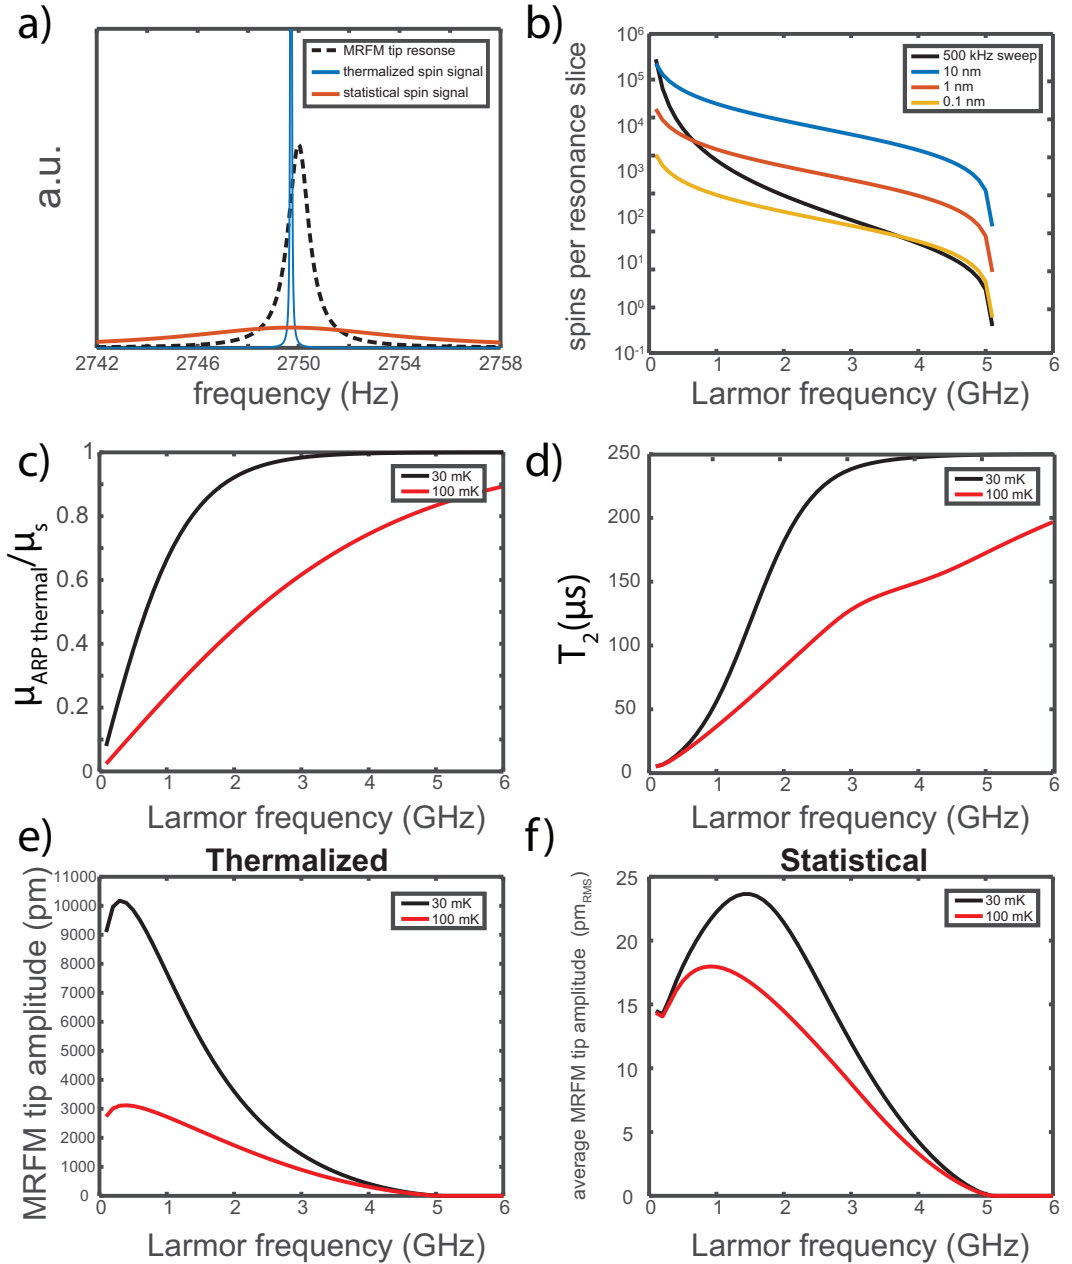 a)
MRFM tip resonse
thermalized spin signal
statistical spin signal
a.u.
2742
2746
2750
2754
2758
frequency (Hz)
b)
500 kHz sweep
10 nm
1 nm
0.1 nm
spins per resonance slice
10^6
10^5
10^4
10^3
10^2
10^1
10^0
10^-1
0 1 2 3 4 5 6
Larmor frequency (GHz)
c)
30 mK
100 mK
μARP thermal/μs
1
0.8
0.6
0.4
0.2
0
0 1 2 3 4 5 6
Larmor frequency (GHz)
d)
30 mK
100 mK
T2(μs)
250
200
150
100
50
0
0 1 2 3 4 5 6
Larmor frequency (GHz)
e)
Thermalized
30 mK
100 mK
MRFM tip amplitude (pm)
11000
10000
9000
8000
7000
6000
5000
4000
3000
2000
1000
0
0 1 2 3 4 5 6
Larmor frequency (GHz)
f)
Statistical
30 mK
100 mK
average MRFM tip amplitude (pmRMS)
25
20
15
10
5
0
0 1 2 3 4 5 6
Larmor frequency (GHz)